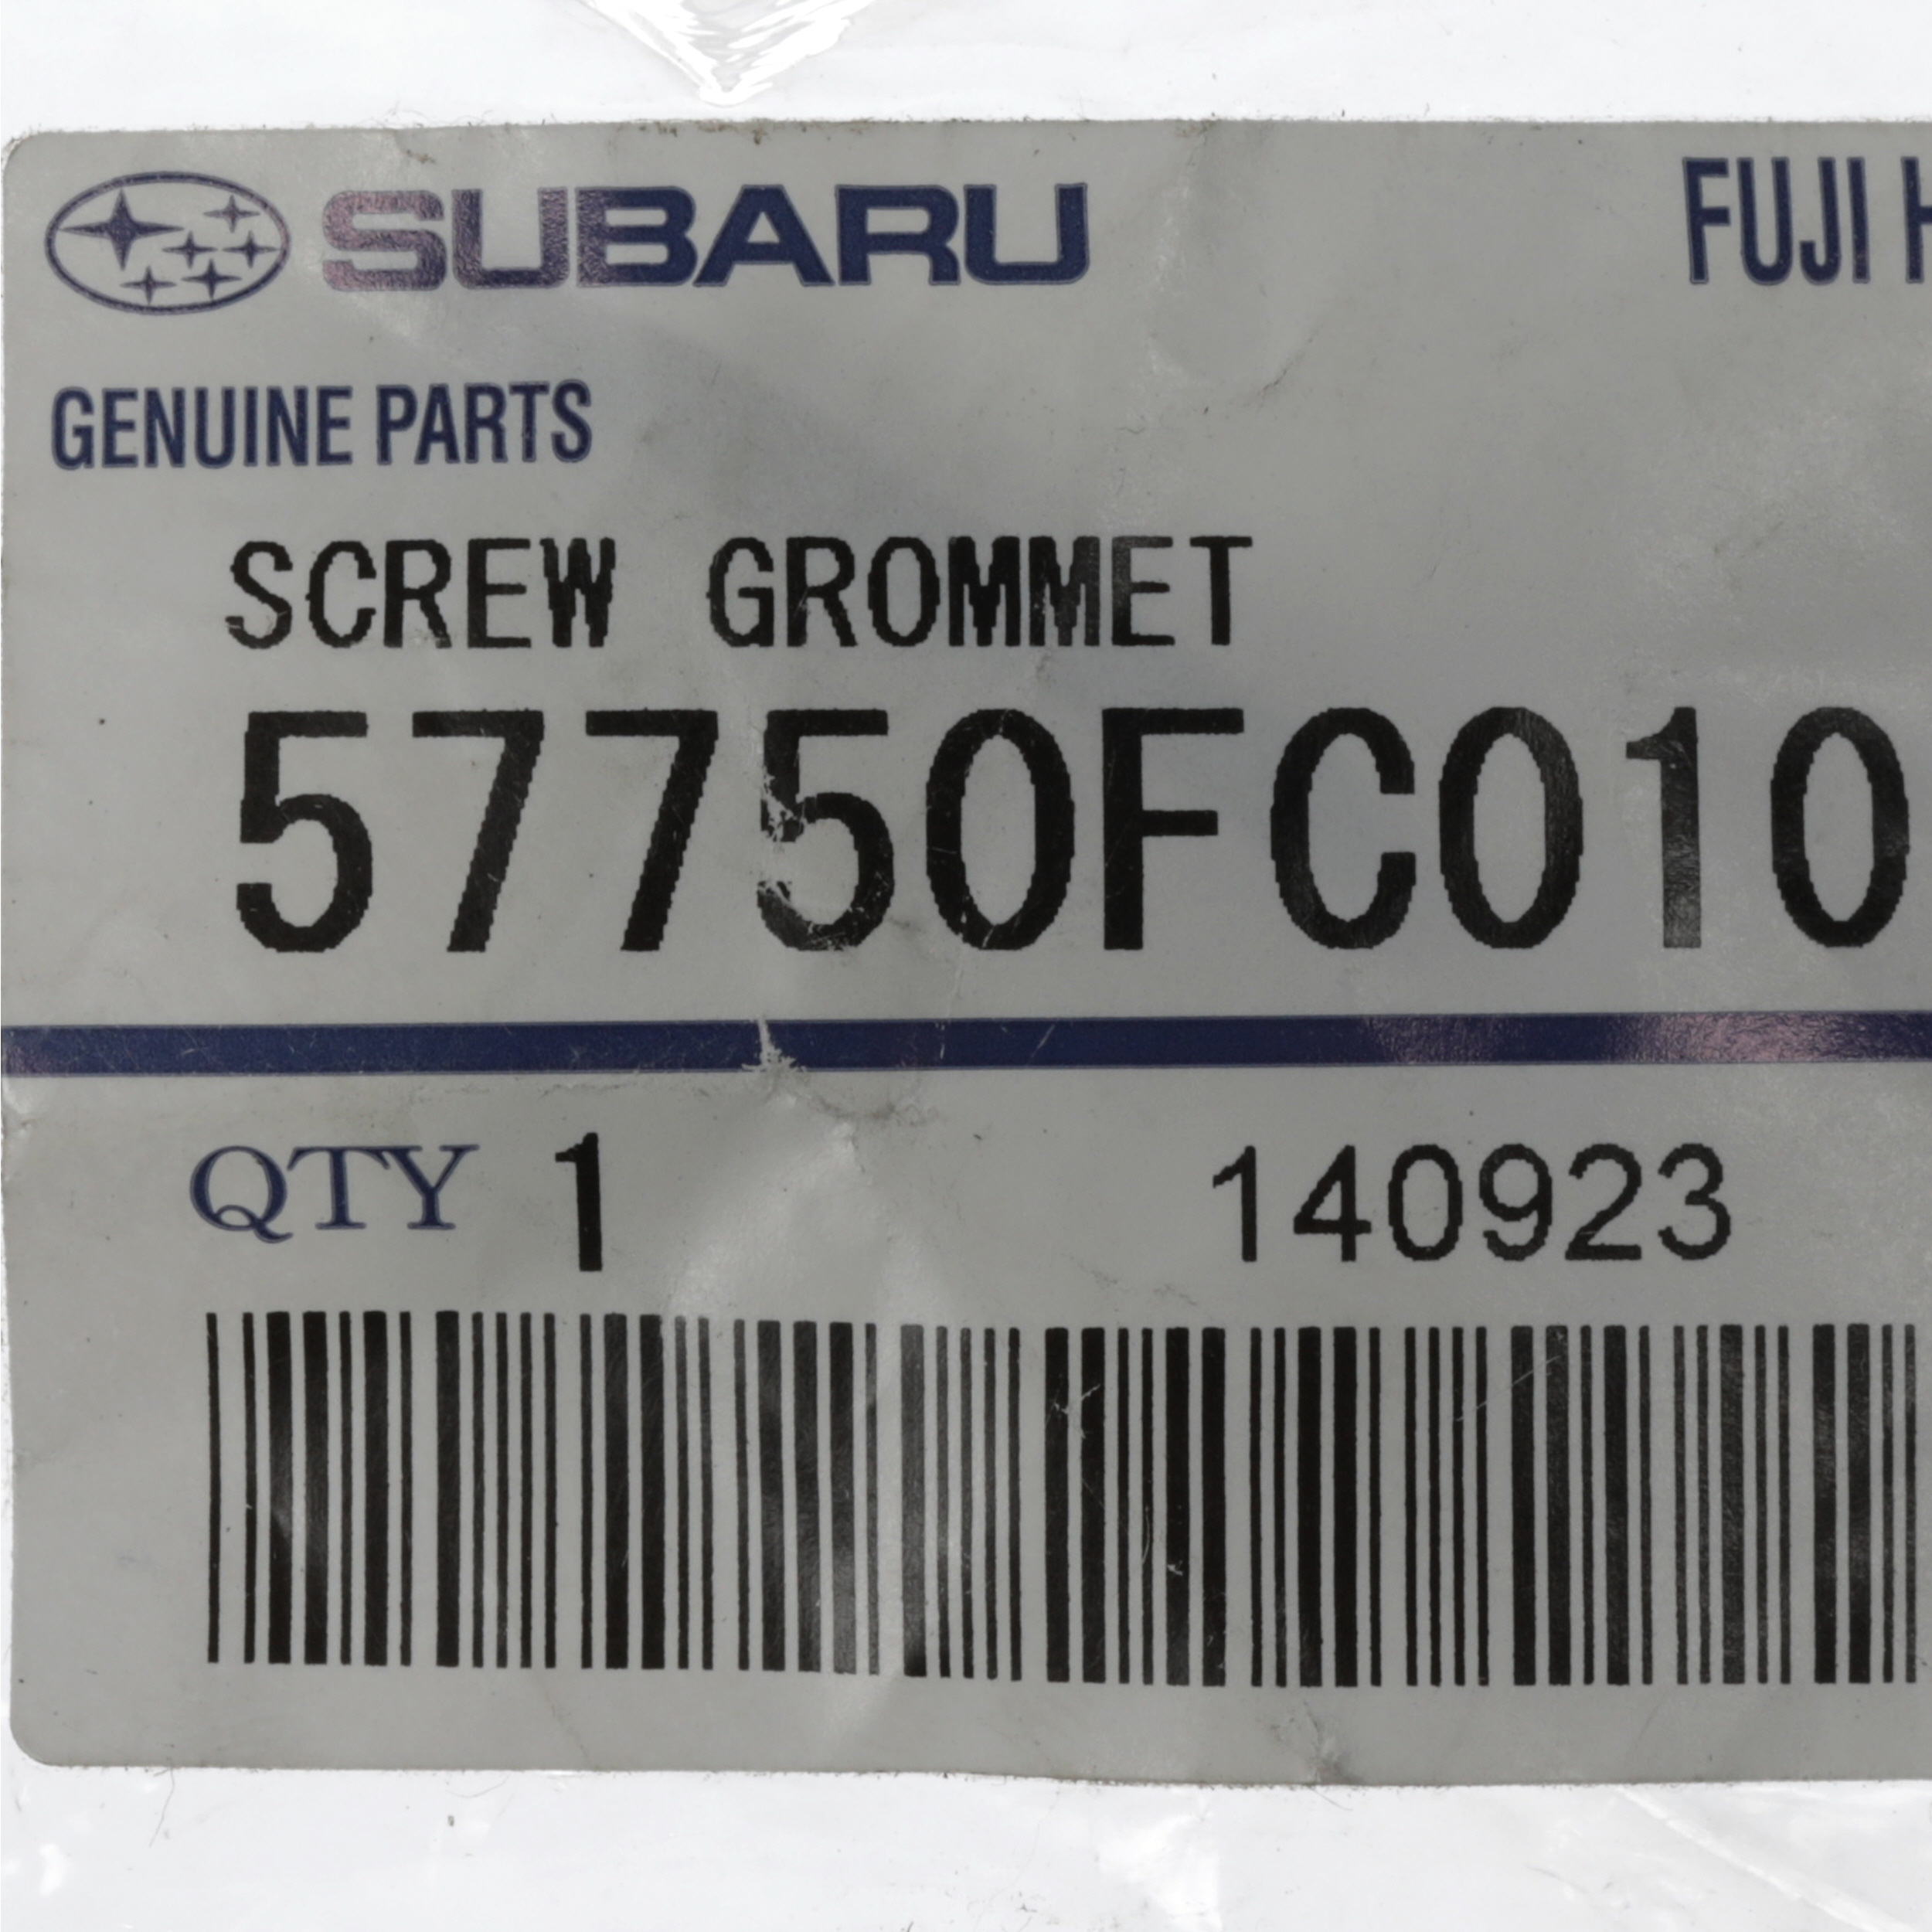 SUBARU FUJI H
GENUINE PARTS
SCREW GROMMET
57750FC010
QTY 1 140923